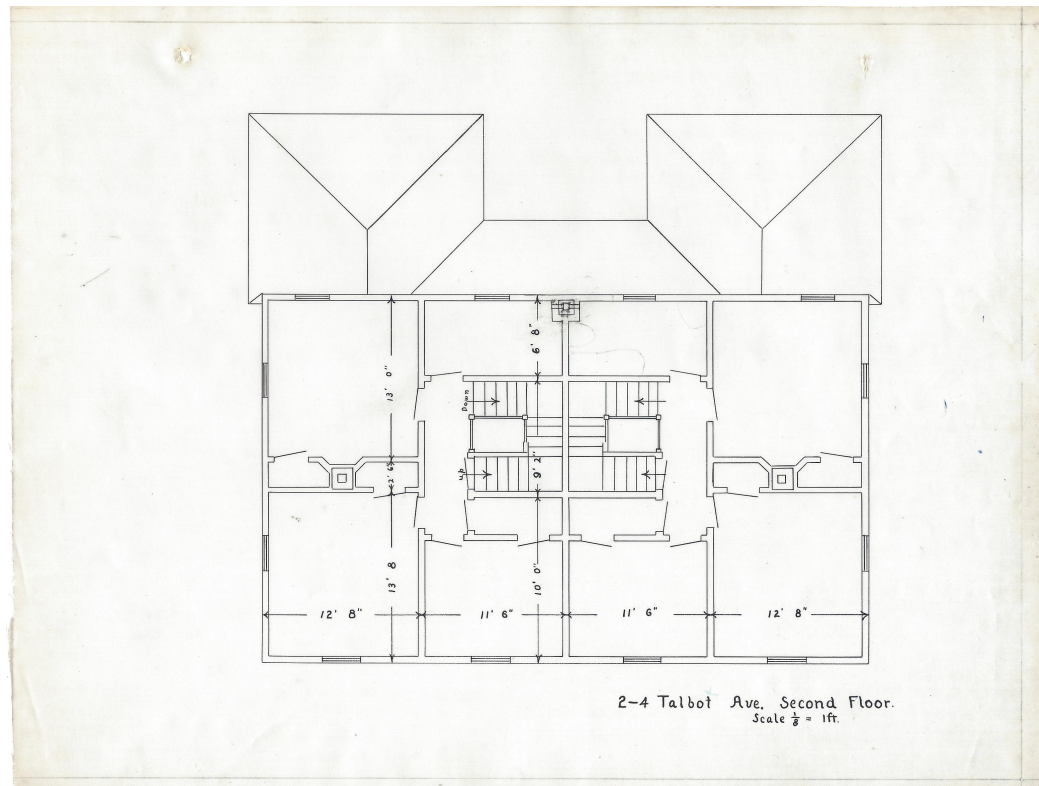 6' 8"
13' 0"
Down
9' 2"
2' 6"
up
13' 8
10' 0"
12' 8"
11' 6"
11' 6"
12' 8"
2-4 Talbot Ave. Second Floor.
Scale 1/8 = 1ft.